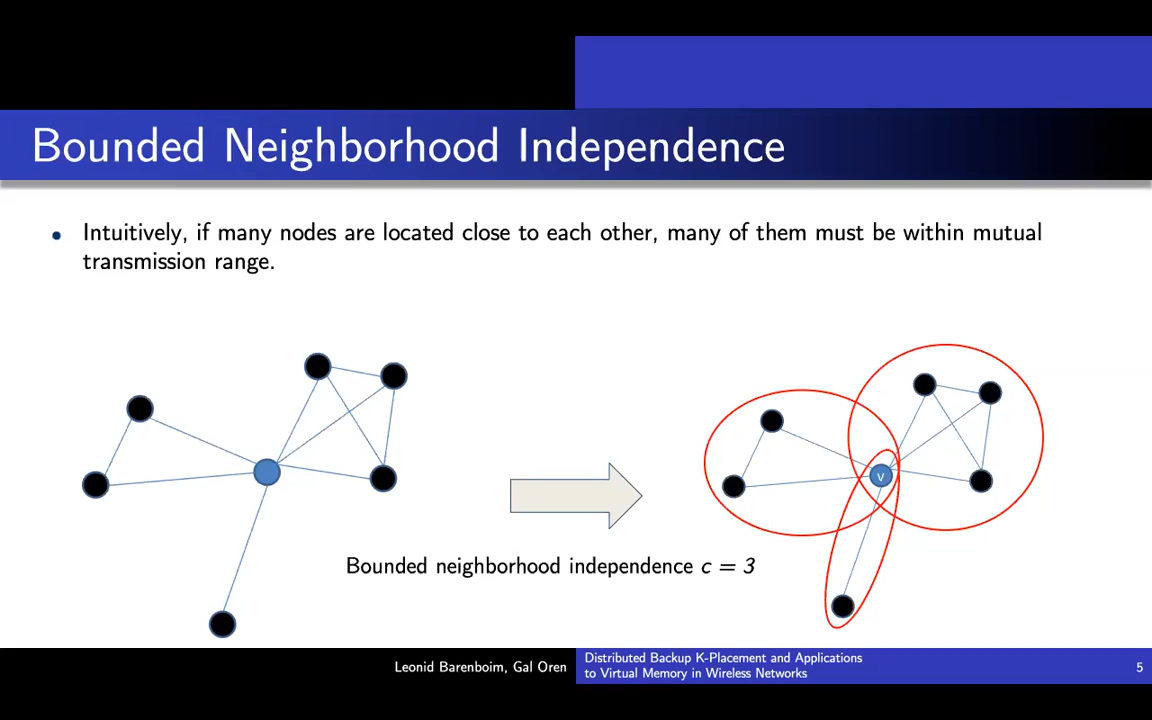 Bounded Neighborhood Independence
• Intuitively, if many nodes are located close to each other, many of them must be within mutual
transmission range.
v
Bounded neighborhood independence c = 3
Leonid Barenboim, Gal Oren
Distributed Backup K-Placement and Applications
to Virtual Memory in Wireless Networks
5